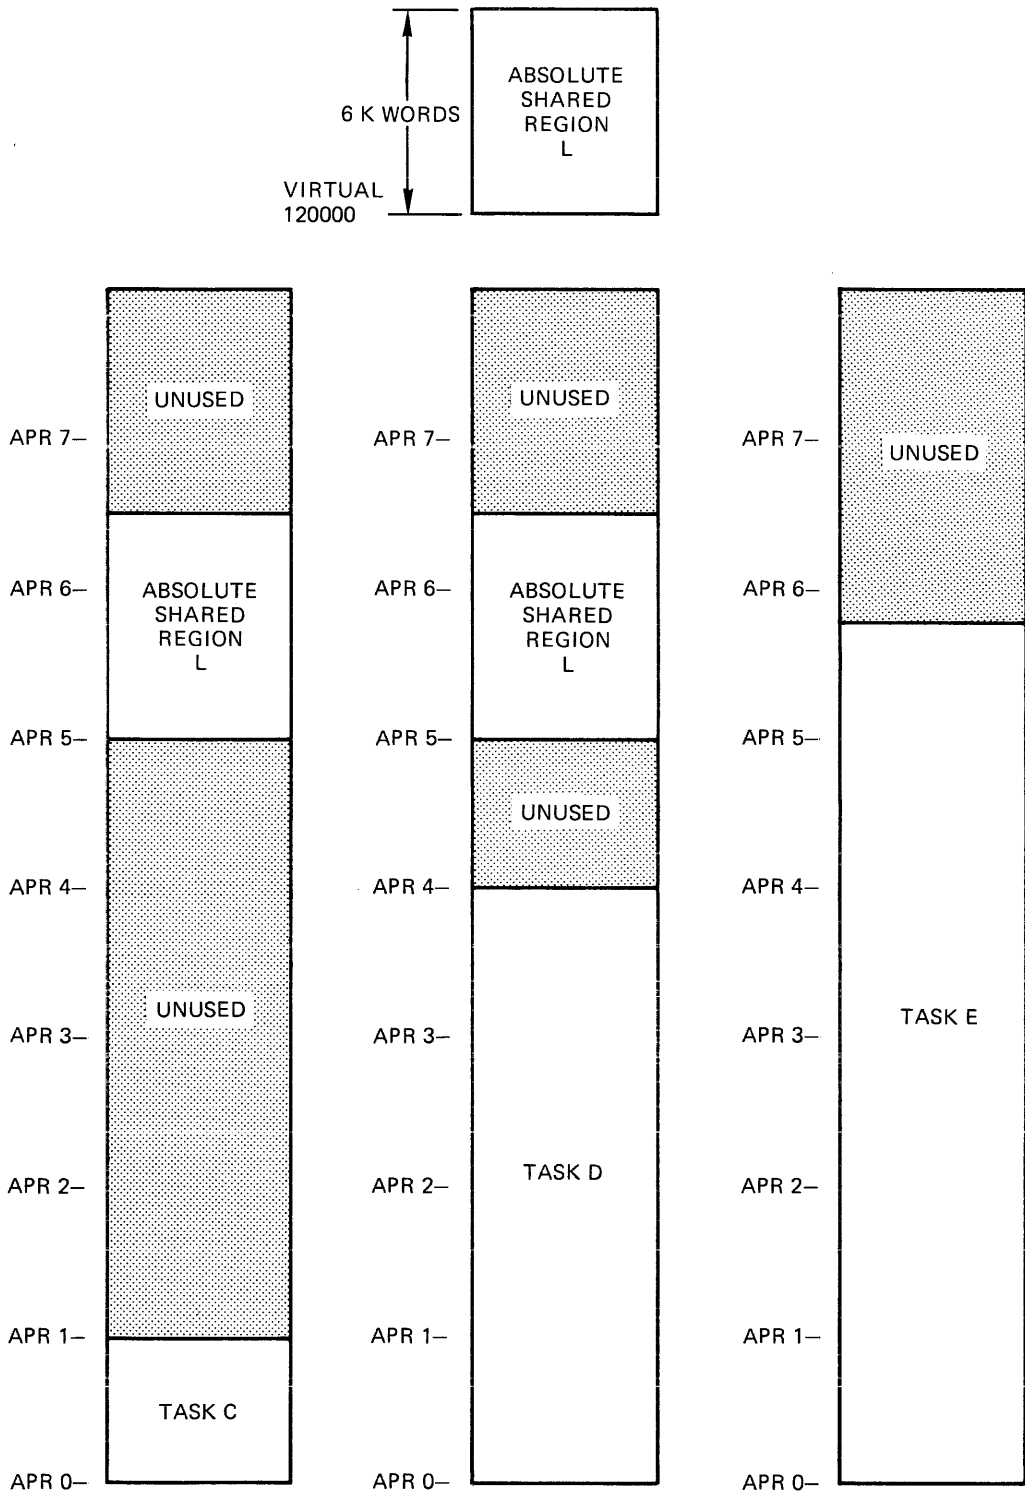 ABSOLUTE
SHARED
REGION
L
6 K WORDS
VIRTUAL
120000
UNUSED
APR 7–
ABSOLUTE
SHARED
REGION
L
APR 6–
APR 5–
UNUSED
APR 4–
APR 3–
APR 2–
APR 1–
TASK C
APR 0–
UNUSED
APR 7–
ABSOLUTE
SHARED
REGION
L
APR 6–
APR 5–
UNUSED
APR 4–
APR 3–
TASK D
APR 2–
APR 1–
APR 0–
APR 7–
UNUSED
APR 6–
APR 5–
APR 4–
TASK E
APR 3–
APR 2–
APR 1–
APR 0–